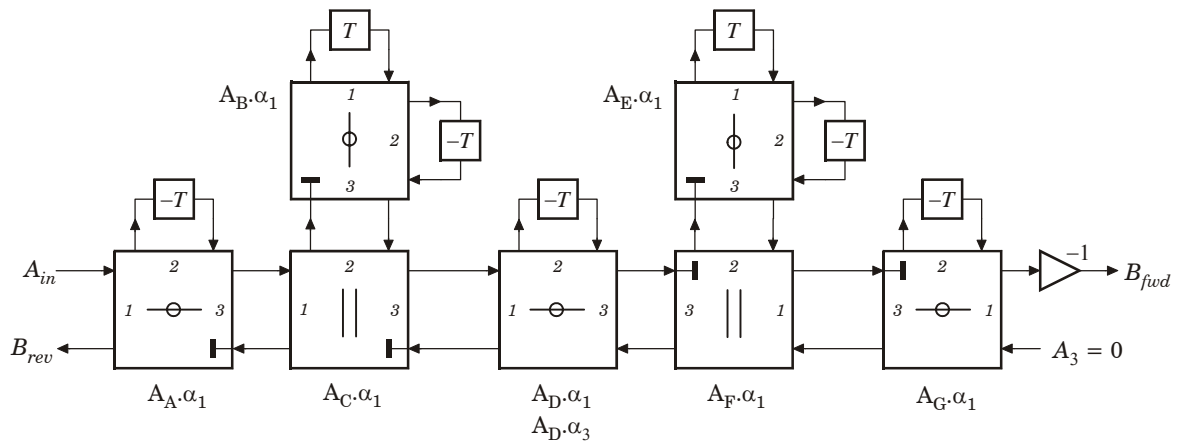 T
T
A_B.α_1
1
2
3
−T
A_E.α_1
1
2
3
−T
−T
−T
−T
A_in
2
1
3
2
1
3
2
1
3
2
3
1
2
3
1
−1
B_fwd
B_rev
A_3 = 0
A_A.α_1
A_C.α_1
A_D.α_1
A_F.α_1
A_G.α_1
A_D.α_3